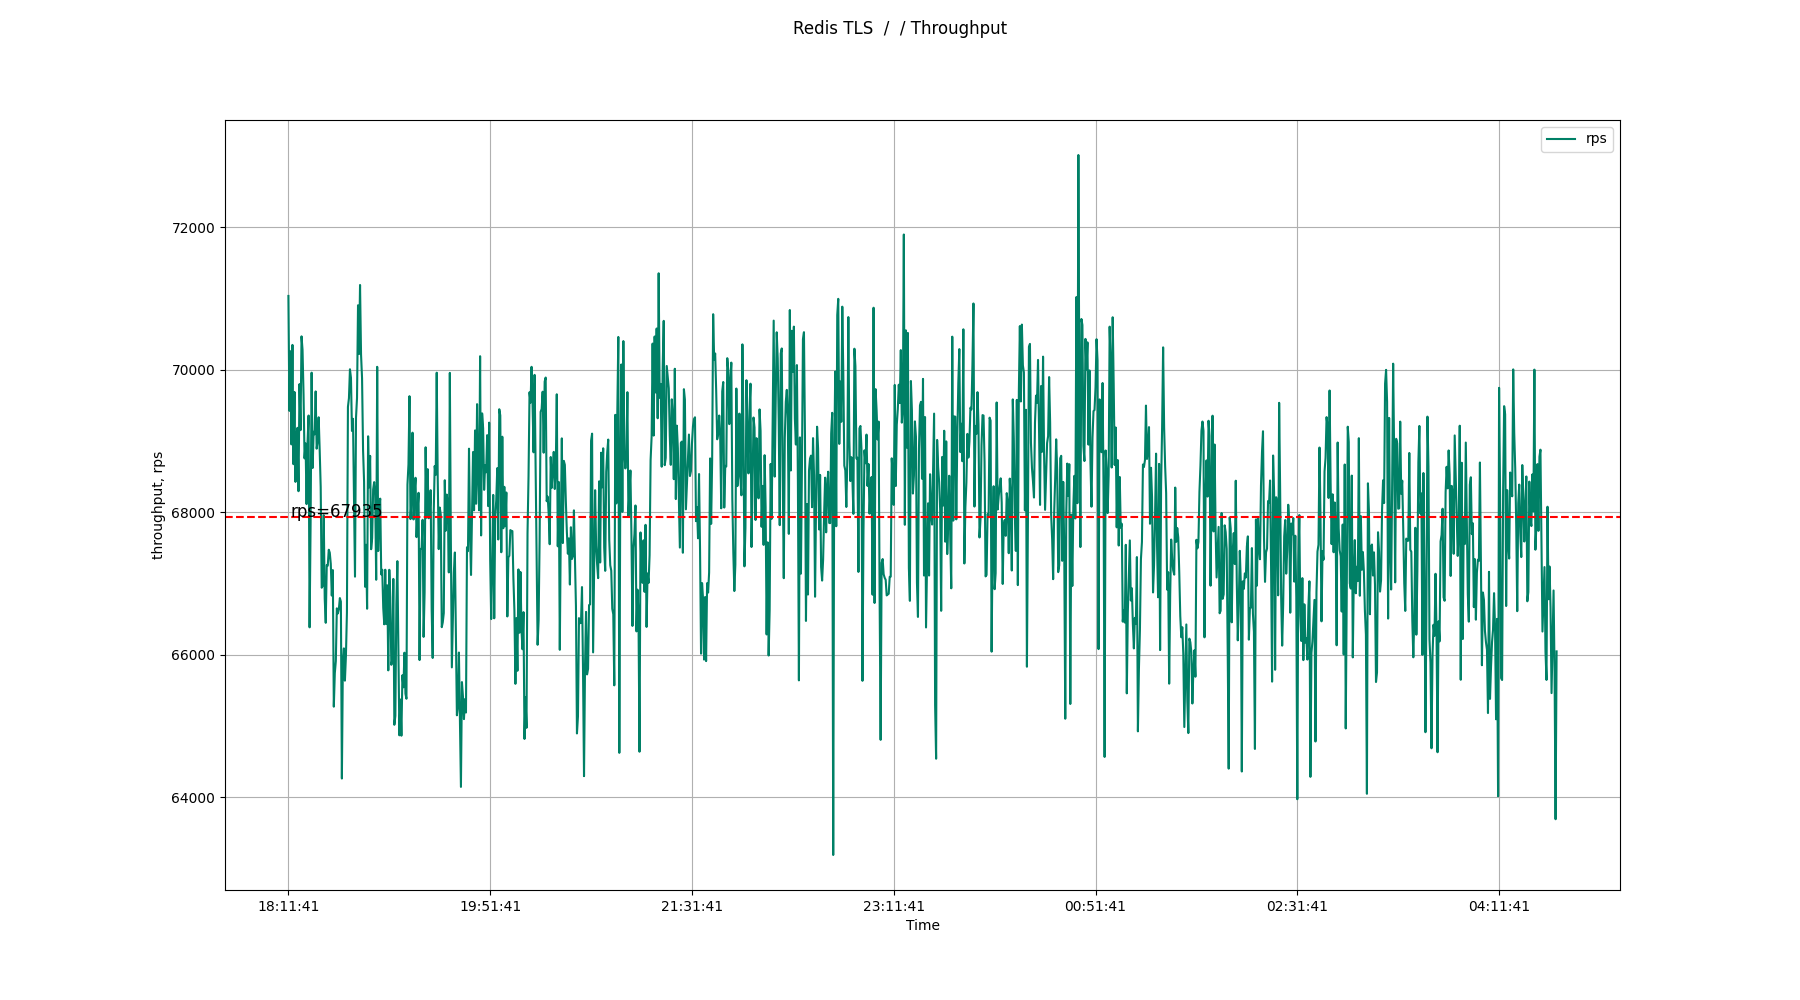 Redis TLS  /  / Throughput
rps
72000
70000
68000
66000
64000
throughput, rps
rps=67935
18:11:41 19:51:41 21:31:41 23:11:41 00:51:41 02:31:41 04:11:41
Time